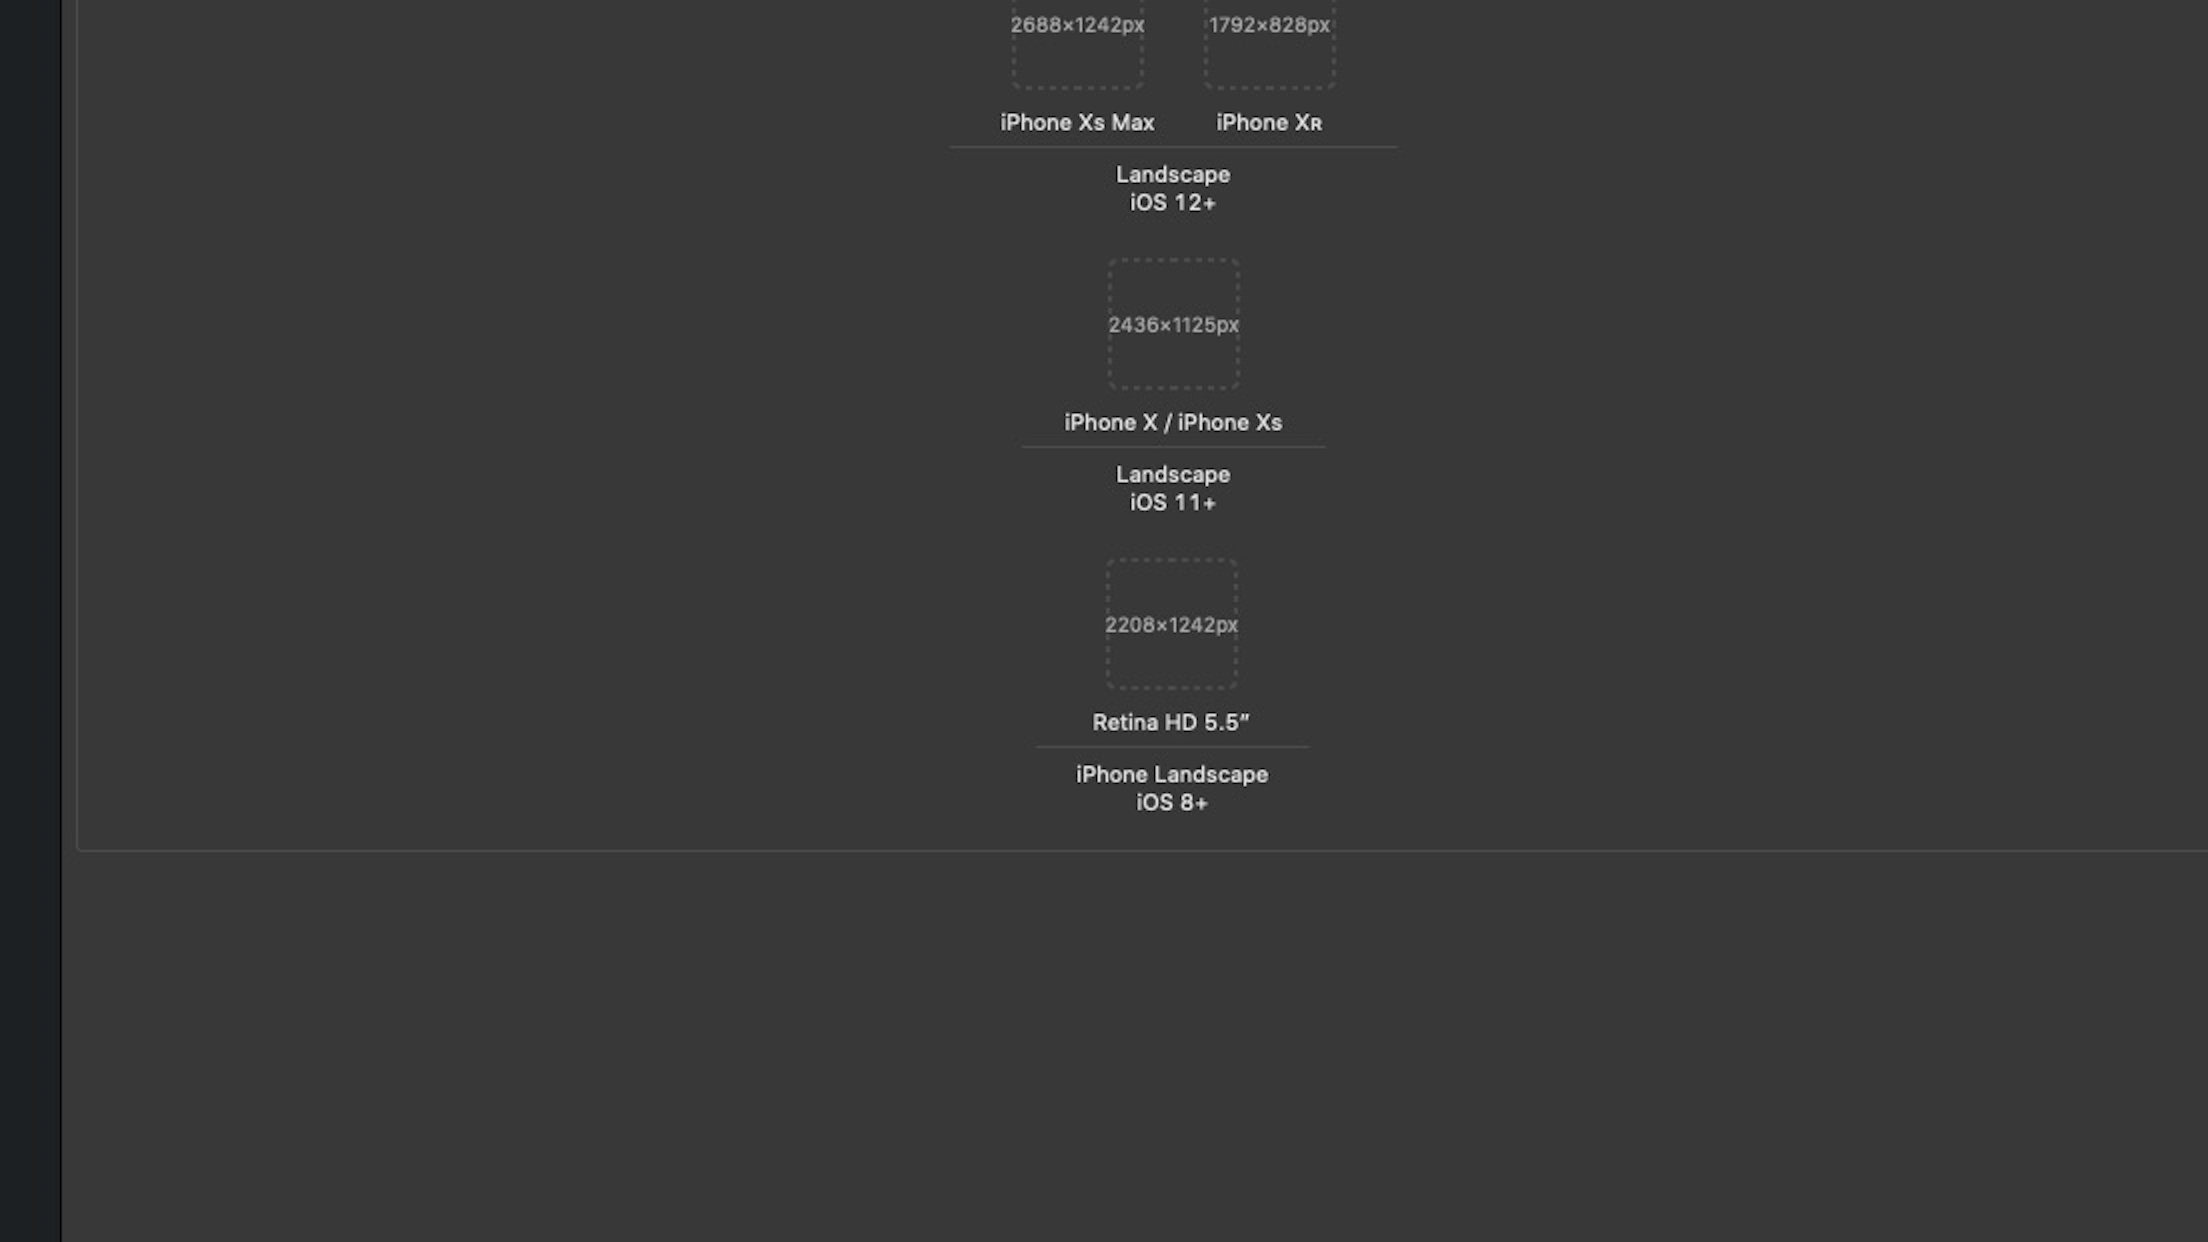 2688×1242px 1792×828px
iPhone Xs Max iPhone XR
Landscape
iOS 12+
2436×1125px
iPhone X / iPhone Xs
Landscape
iOS 11+
2208×1242px
Retina HD 5.5″
iPhone Landscape
iOS 8+